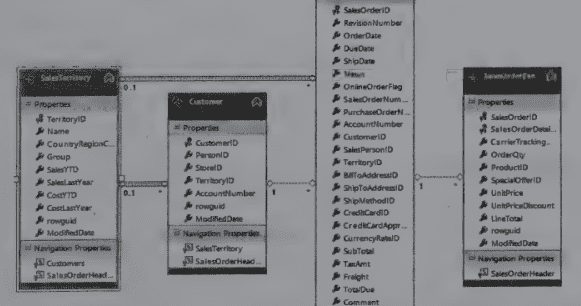 SalesTerritory
Properties
TerritoryID
Name
CountryRegionC...
Group
SalesYTD
SalesLastYear
CostYTD
CostLastYear
rowguid
ModifiedDate
Navigation Properties
Customers
SalesOrderHead...
0..1
*
0..1
*
Customer
Properties
CustomerID
PersonID
StoreID
TerritoryID
AccountNumber
rowguid
ModifiedDate
Navigation Properties
SalesTerritory
SalesOrderHead...
1
*
SalesOrderID
RevisionNumber
OrderDate
DueDate
ShipDate
Status
OnlineOrderFlag
SalesOrderNum...
PurchaseOrderN...
AccountNumber
CustomerID
SalesPersonID
TerritoryID
BillToAddressID
ShipToAddressID
ShipMethodID
CreditCardID
CreditCardAppr...
CurrencyRateID
SubTotal
TaxAmt
Freight
TotalDue
Comment
1
*
Properties
SalesOrderID
SalesOrderDetai...
CarrierTracking...
OrderQty
ProductID
SpecialOfferID
UnitPrice
UnitPriceDiscount
LineTotal
rowguid
ModifiedDate
Navigation Properties
SalesOrderHeader